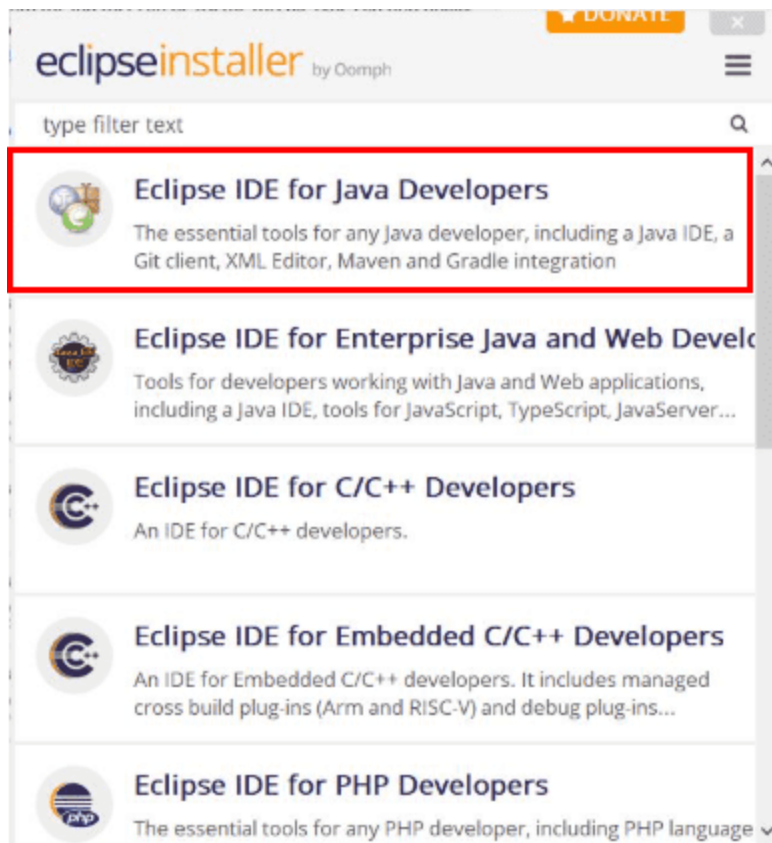 DONATE
eclipseinstaller by Oomph
type filter text
Eclipse IDE for Java Developers
The essential tools for any Java developer, including a Java IDE, a
Git client, XML Editor, Maven and Gradle integration
Eclipse IDE for Enterprise Java and Web Develo
Tools for developers working with Java and Web applications,
including a Java IDE, tools for JavaScript, TypeScript, JavaServer...
Eclipse IDE for C/C++ Developers
An IDE for C/C++ developers.
Eclipse IDE for Embedded C/C++ Developers
An IDE for Embedded C/C++ developers. It includes managed
cross build plug-ins (Arm and RISC-V) and debug plug-ins...
Eclipse IDE for PHP Developers
php
The essential tools for any PHP developer, including PHP language